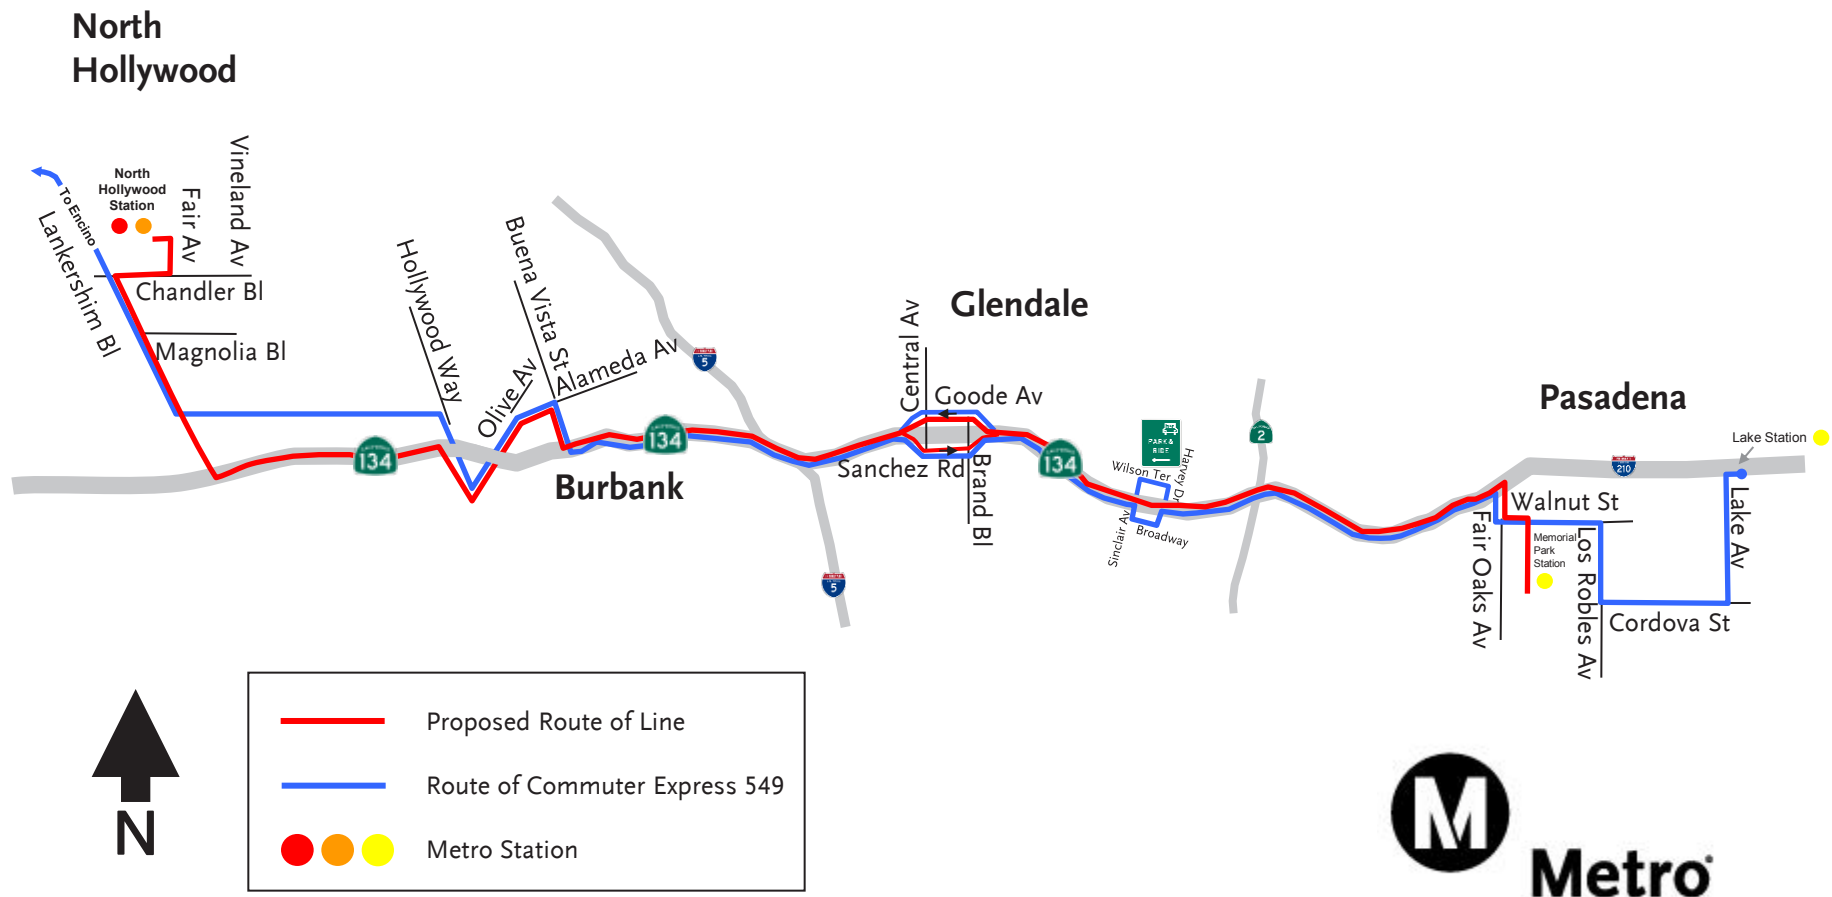 North
Hollywood
Vineland Av
North
Hollywood
Station
Fair Av
To Encino
Lankershim Bl
Chandler Bl
Magnolia Bl
Hollywood Way
Buena Vista St
Olive Av
Alameda Av
5
134
134
Burbank
5
Central Av
Glendale
Goode Av
Sanchez Rd
Brand Bl
134
PARK &
RIDE
Wilson Ter
Harvey Dr
Sinclair Av
Broadway
2
Pasadena
Lake Station
210
Walnut St
Fair Oaks Av
Memorial
Park
Station
Los Robles Av
Lake Av
Cordova St
N
Proposed Route of Line
Route of Commuter Express 549
Metro Station
M
Metro